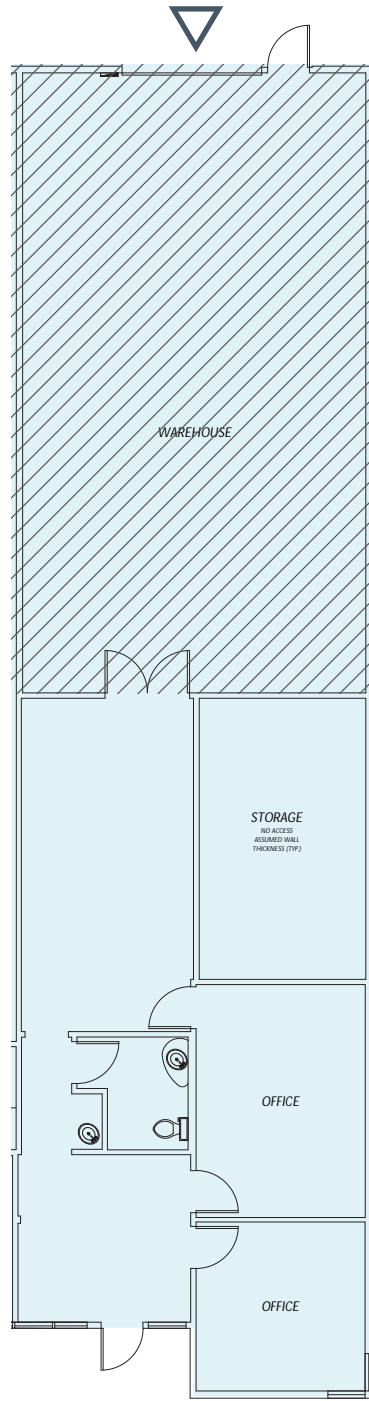 WAREHOUSE
STORAGE
NO ACCESS
ASSUMED WALL
THICKNESS (TYP.)
OFFICE
OFFICE